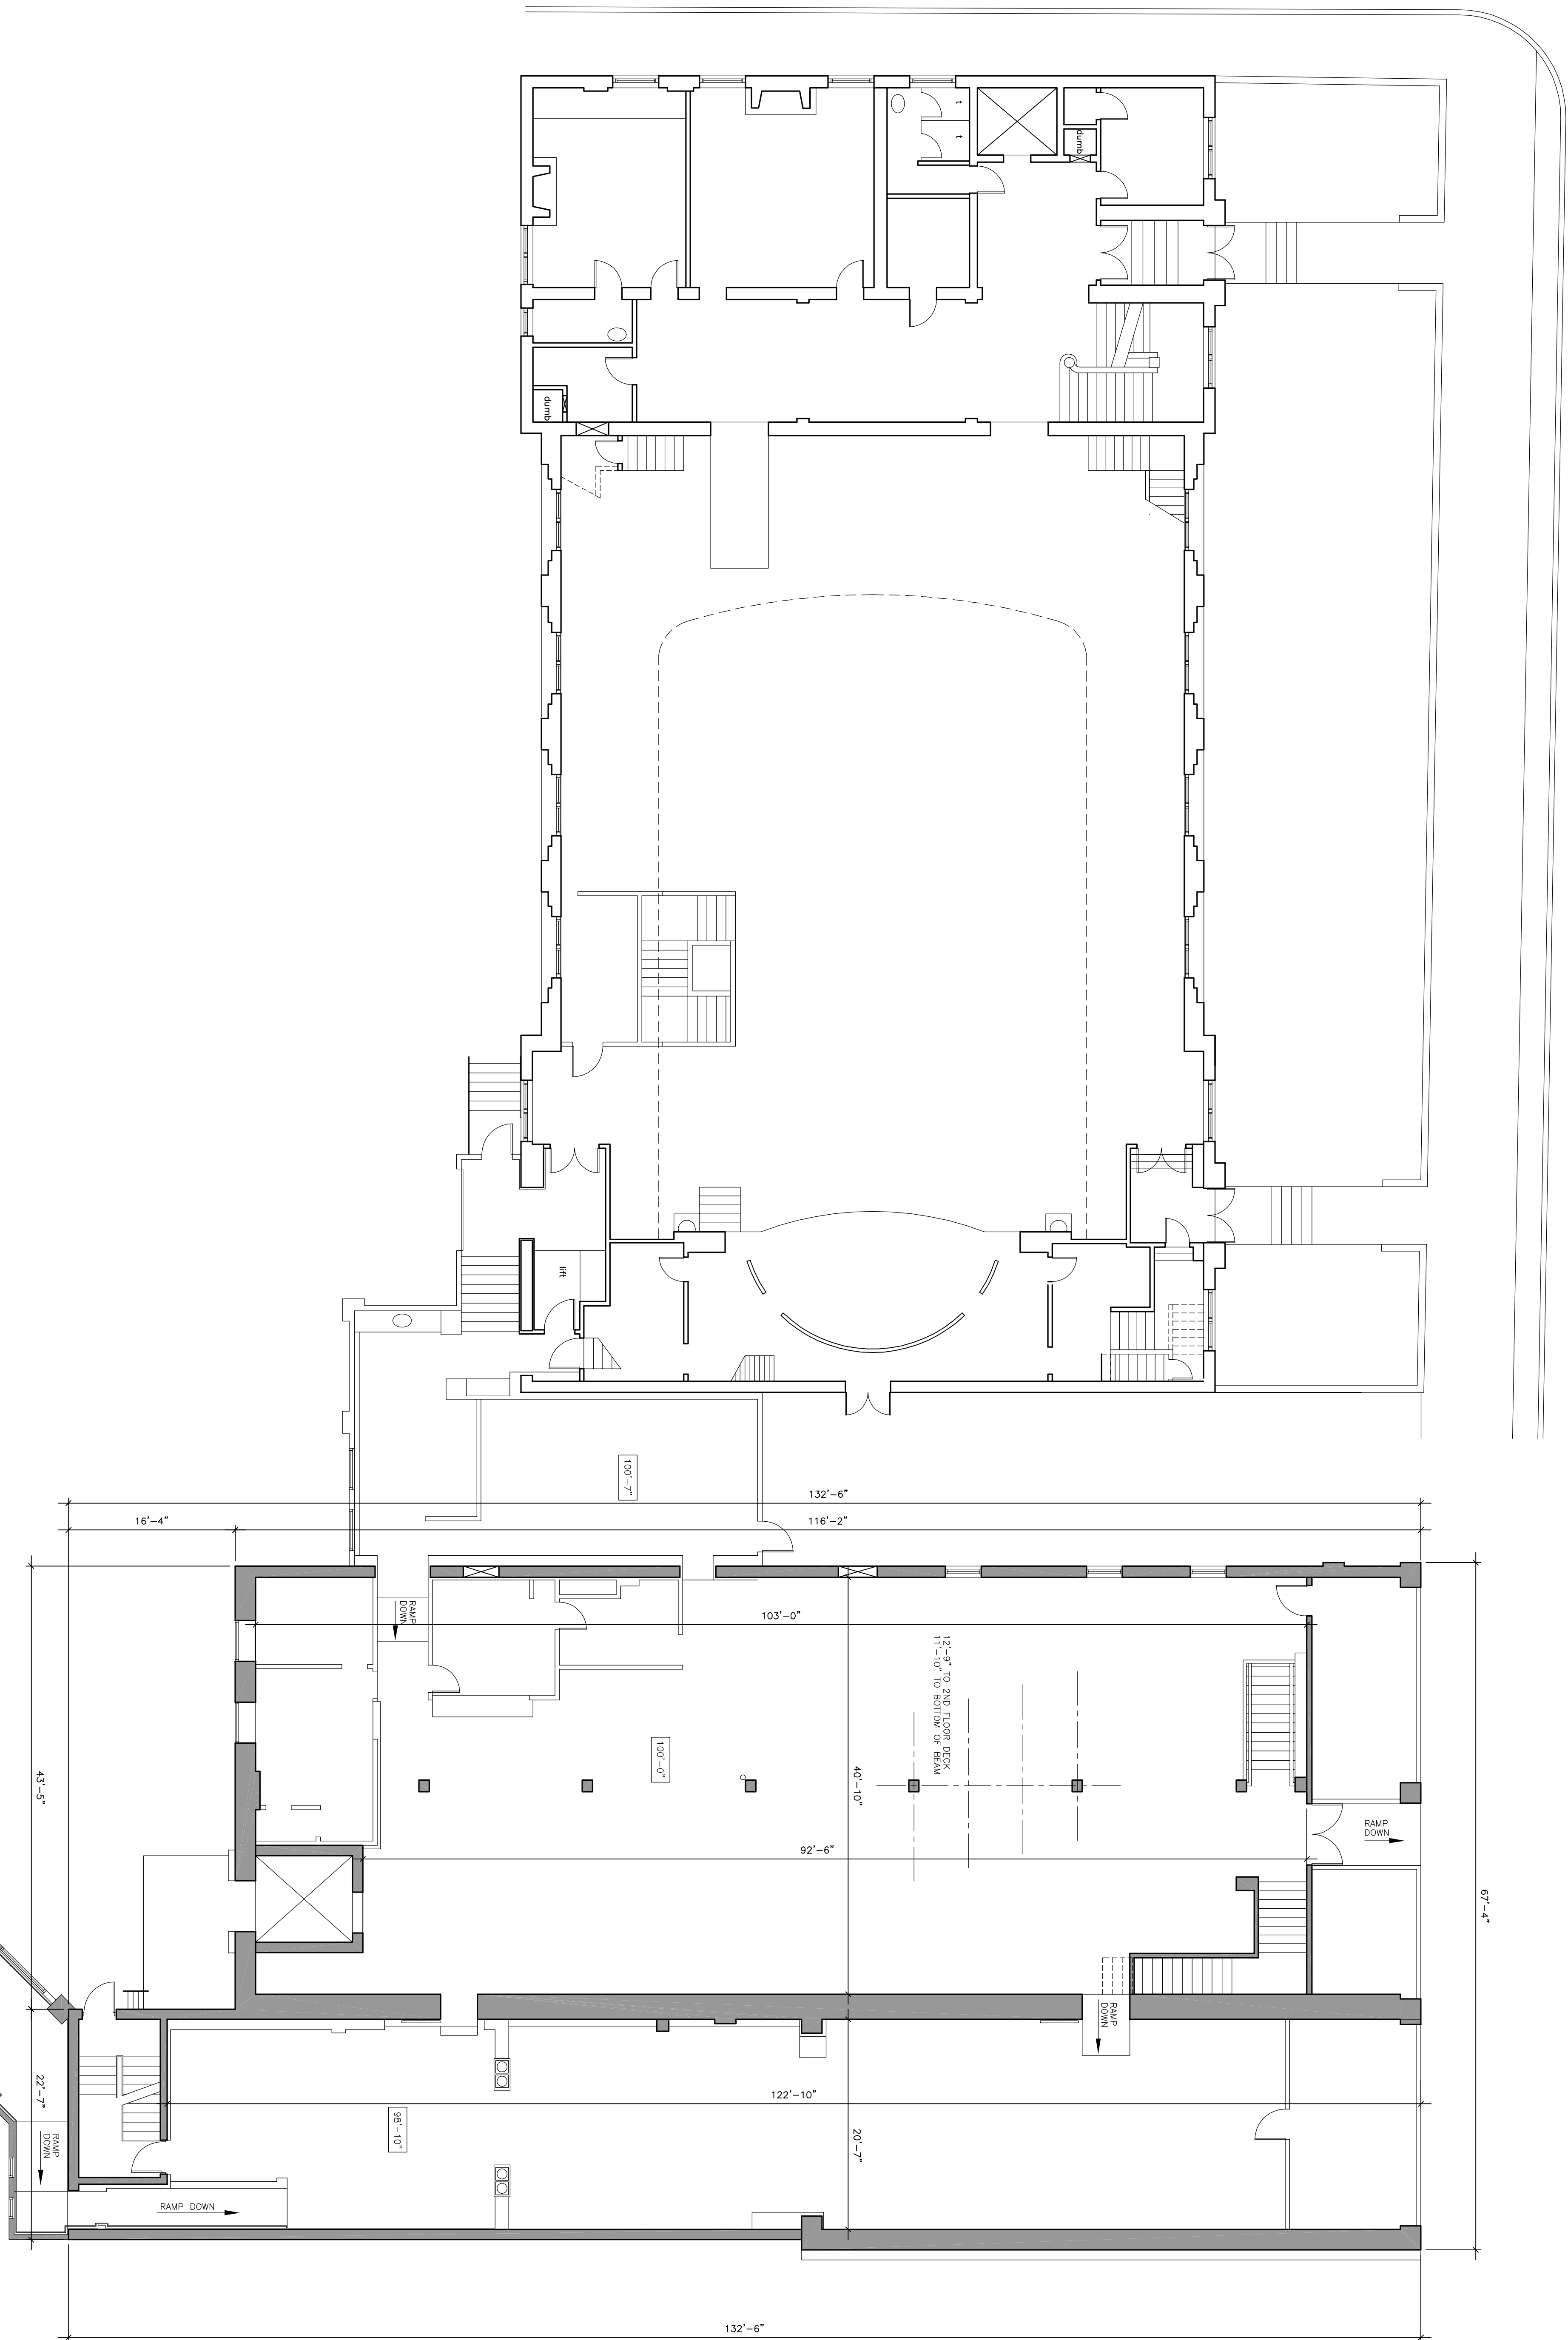 t
t
dumb
dumb
lift
100'-7"
132'-6"
16'-4"
116'-2"
RAMP
DOWN
103'-0"
12'-9" TO 2ND FLOOR DECK
11'-10" TO BOTTOM OF BEAM
100'-0"
40'-10"
43'-5"
RAMP
DOWN
92'-6"
67'-4"
RAMP
DOWN
22'-7"
122'-10"
98'-10"
20'-7"
RAMP
DOWN
RAMP DOWN
132'-6"